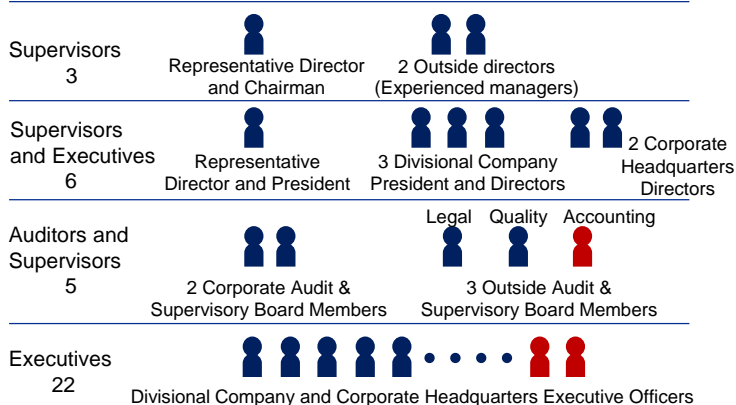 Supervisors
3
Representative Director
and Chairman
2 Outside directors
(Experienced managers)
Supervisors
and Executives
6
Representative
Director and President
3 Divisional Company
President and Directors
2 Corporate
Headquarters
Directors
Auditors and
Supervisors
5
2 Corporate Audit &
Supervisory Board Members
Legal Quality Accounting
3 Outside Audit &
Supervisory Board Members
Executives
22
Divisional Company and Corporate Headquarters Executive Officers